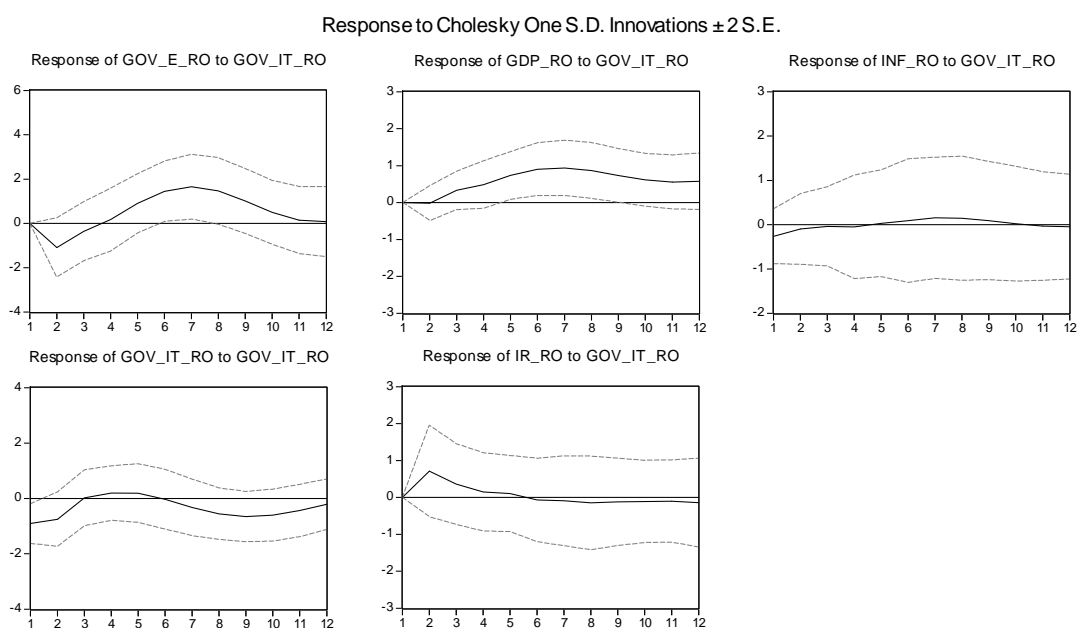 Response to Cholesky One S.D. Innovations ± 2 S.E.
Response of GOV_E_RO to GOV_IT_RO
6
4
2
0
-2
-4
1 2 3 4 5 6 7 8 9 10 11 12
Response of GDP_RO to GOV_IT_RO
3
2
1
0
-1
-2
-3
1 2 3 4 5 6 7 8 9 10 11 12
Response of INF_RO to GOV_IT_RO
3
2
1
0
-1
-2
1 2 3 4 5 6 7 8 9 10 11 12
Response of GOV_IT_RO to GOV_IT_RO
4
2
0
-2
-4
1 2 3 4 5 6 7 8 9 10 11 12
Response of IR_RO to GOV_IT_RO
3
2
1
0
-1
-2
-3
1 2 3 4 5 6 7 8 9 10 11 12